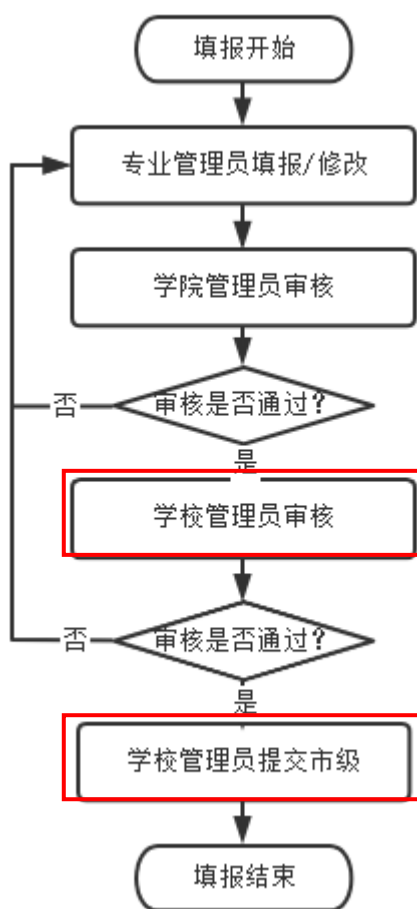 填报开始
专业管理员填报/修改
学院管理员审核
审核是否通过?
否
是
学校管理员审核
审核是否通过?
否
是
学校管理员提交市级
填报结束